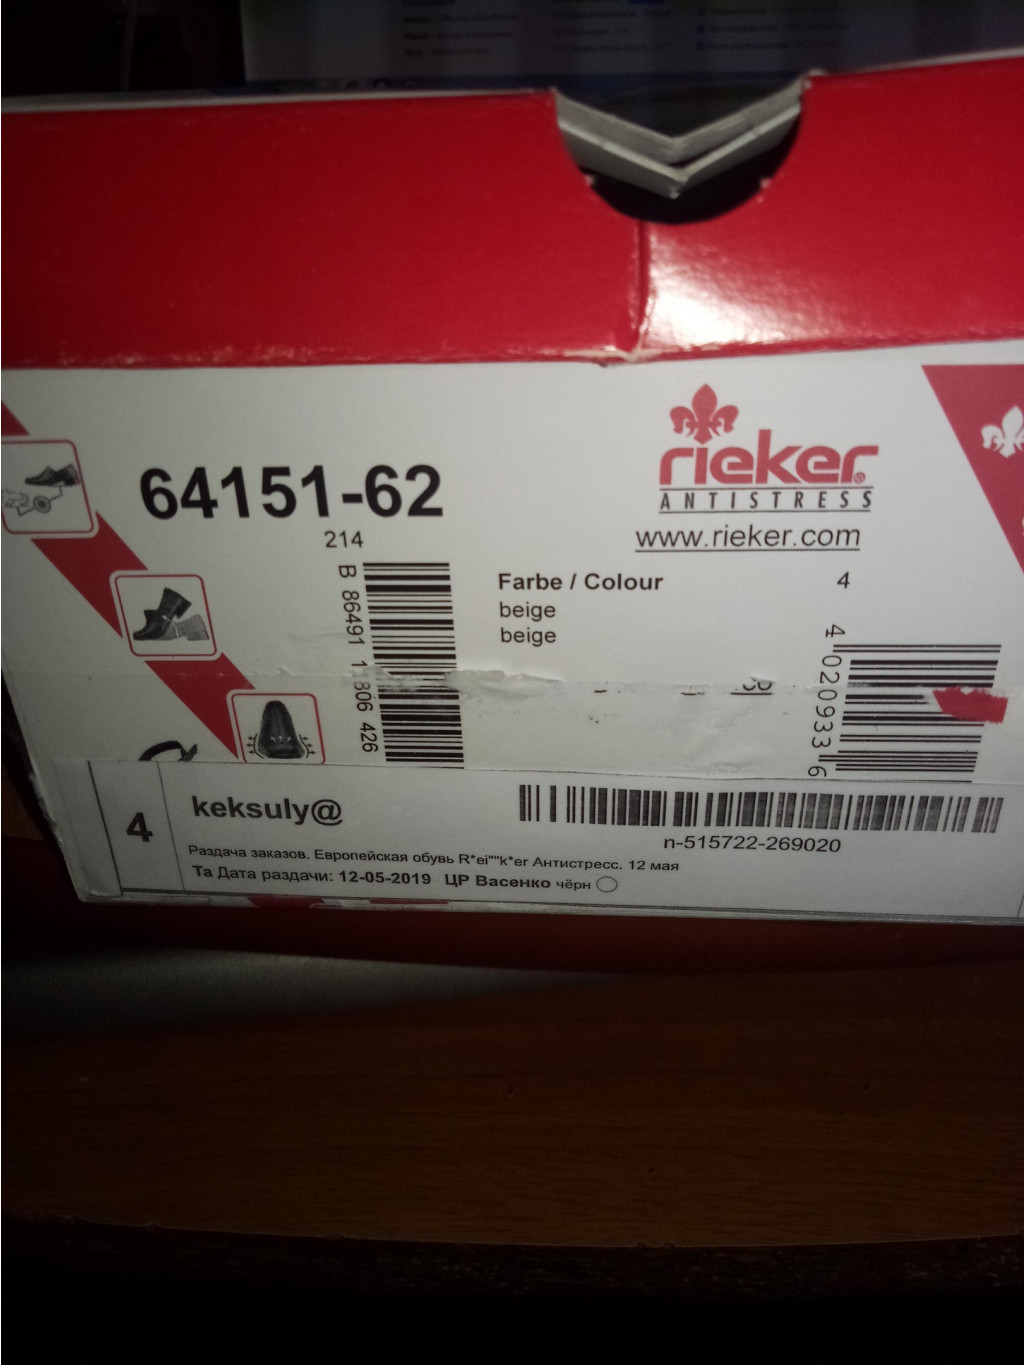 rieker
ANTISTRESS
www.rieker.com
64151-62
214
B 86491 11806 426
Farbe / Colour
beige
beige
4
4 020933 6
4
keksuly@
n-515722-269020
Раздача заказов. Европейская обувь R*ei""k*er Антистресс. 12 мая
Та Дата раздачи: 12-05-2019 ЦР Васенко чёрн